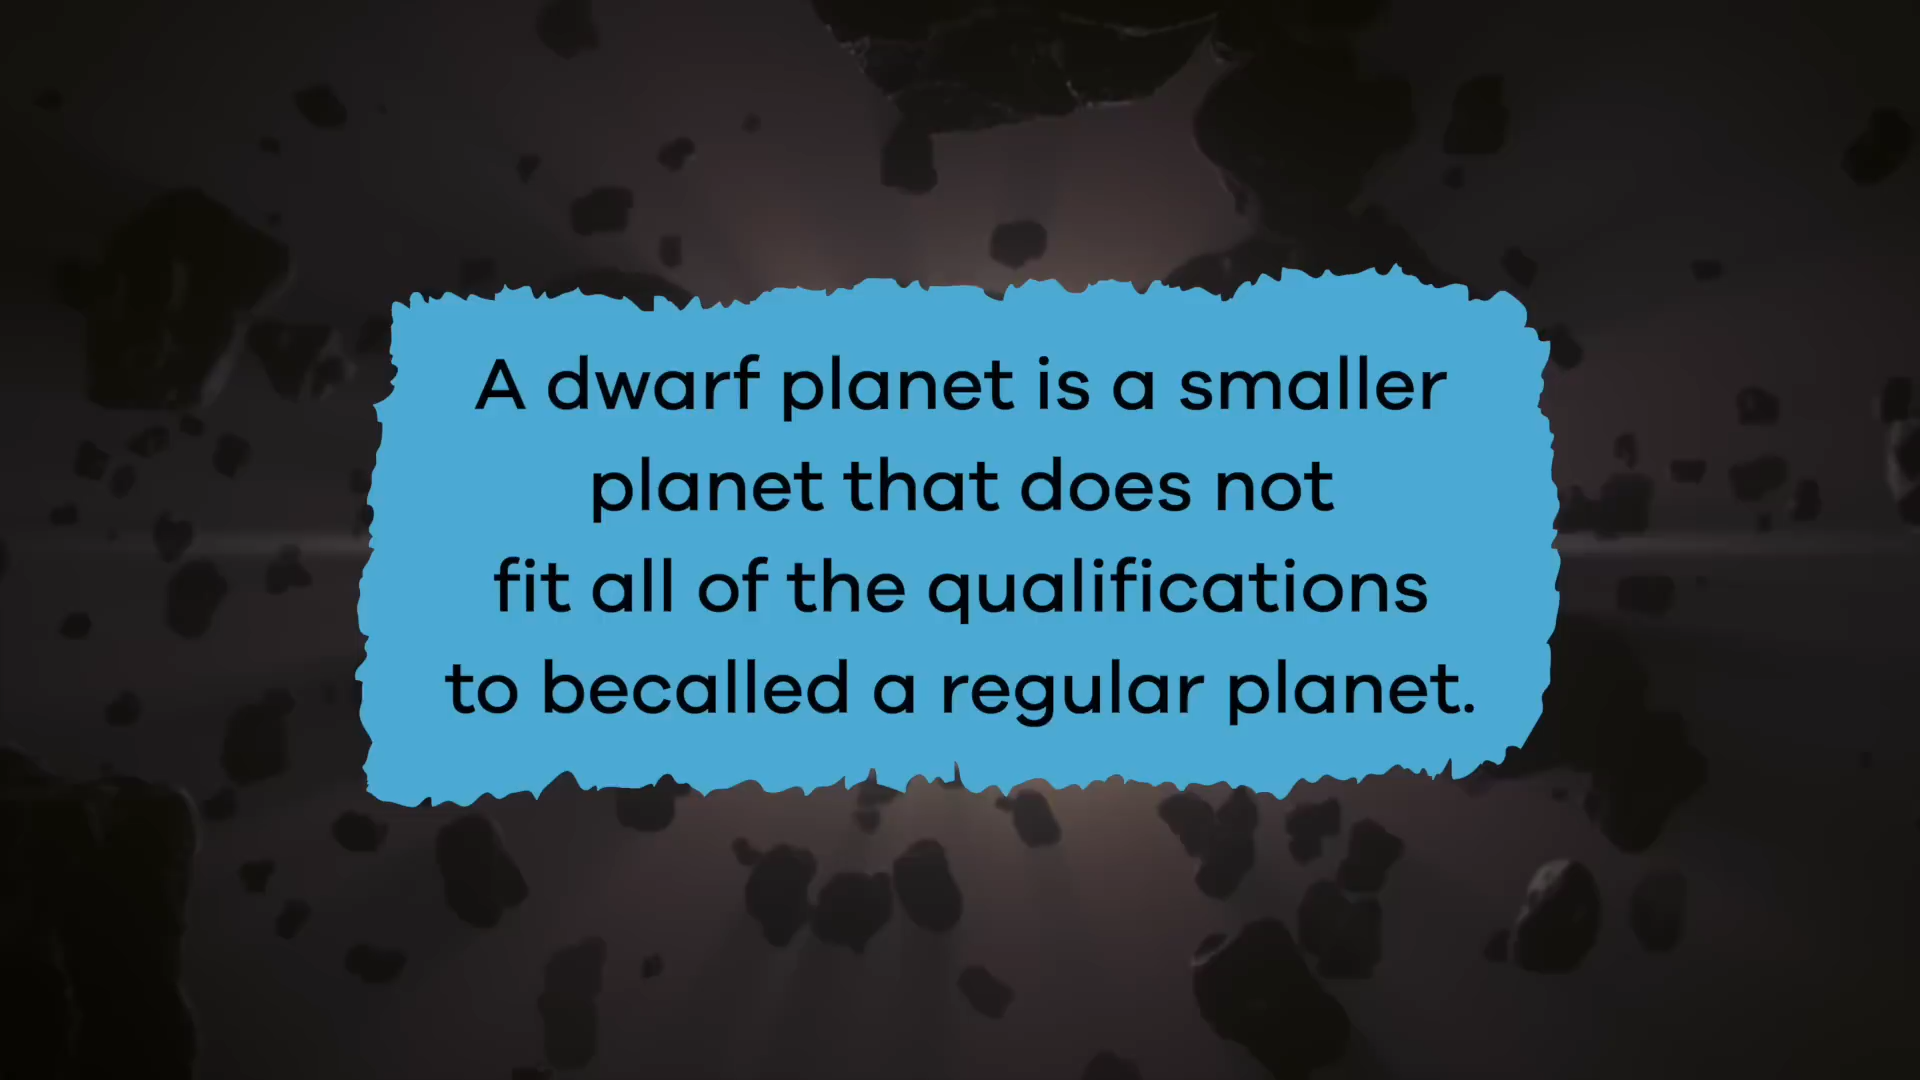 A dwarf planet is a smaller
planet that does not
fit all of the qualifications
to becalled a regular planet.